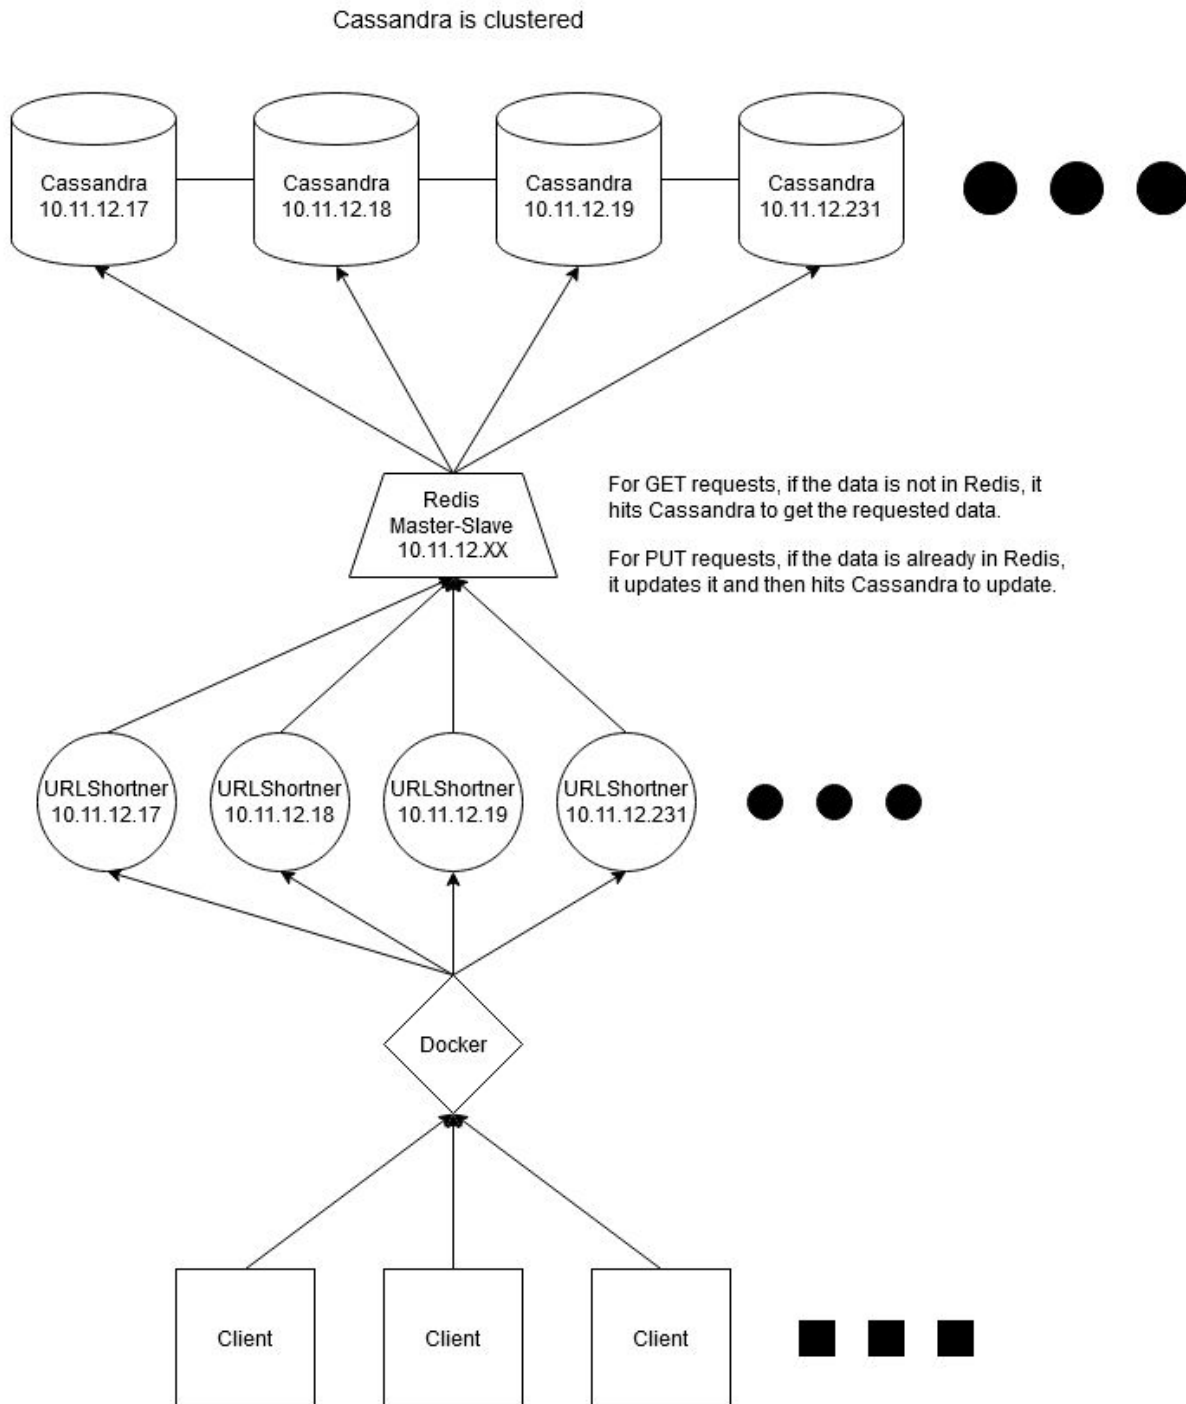 Cassandra is clustered
Cassandra
10.11.12.17
Cassandra
10.11.12.18
Cassandra
10.11.12.19
Cassandra
10.11.12.231
Redis
Master-Slave
10.11.12.XX
For GET requests, if the data is not in Redis, it
hits Cassandra to get the requested data.
For PUT requests, if the data is already in Redis,
it updates it and then hits Cassandra to update.
URLShortner
10.11.12.17
URLShortner
10.11.12.18
URLShortner
10.11.12.19
URLShortner
10.11.12.231
Docker
Client
Client
Client